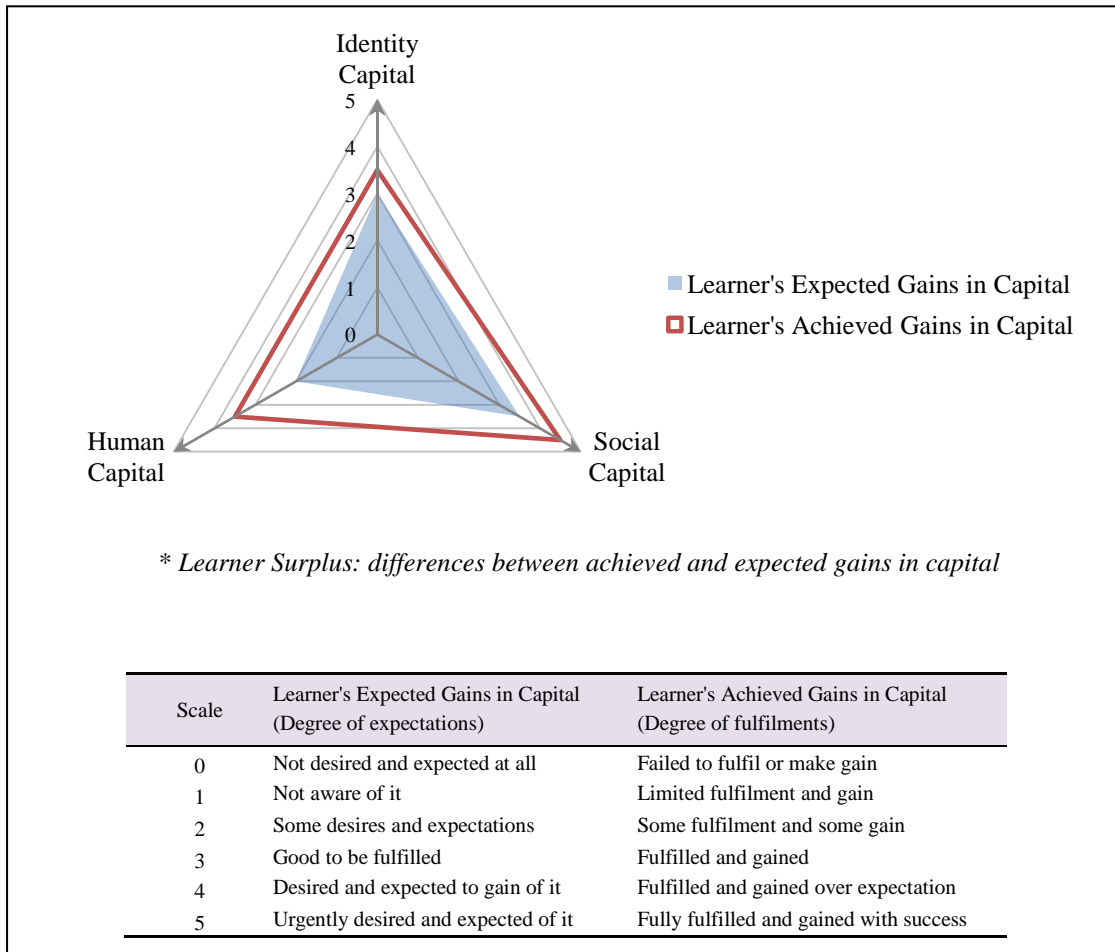 Identity
Capital
5
4
3
2
1
0
Learner's Expected Gains in Capital
Learner's Achieved Gains in Capital
Human
Capital
Social
Capital
* Learner Surplus: differences between achieved and expected gains in capital
Scale
Learner's Expected Gains in Capital
(Degree of expectations)
Learner's Achieved Gains in Capital
(Degree of fulfilments)
0 Not desired and expected at all Failed to fulfil or make gain
1 Not aware of it Limited fulfilment and gain
2 Some desires and expectations Some fulfilment and some gain
3 Good to be fulfilled Fulfilled and gained
4 Desired and expected to gain of it Fulfilled and gained over expectation
5 Urgently desired and expected of it Fully fulfilled and gained with success